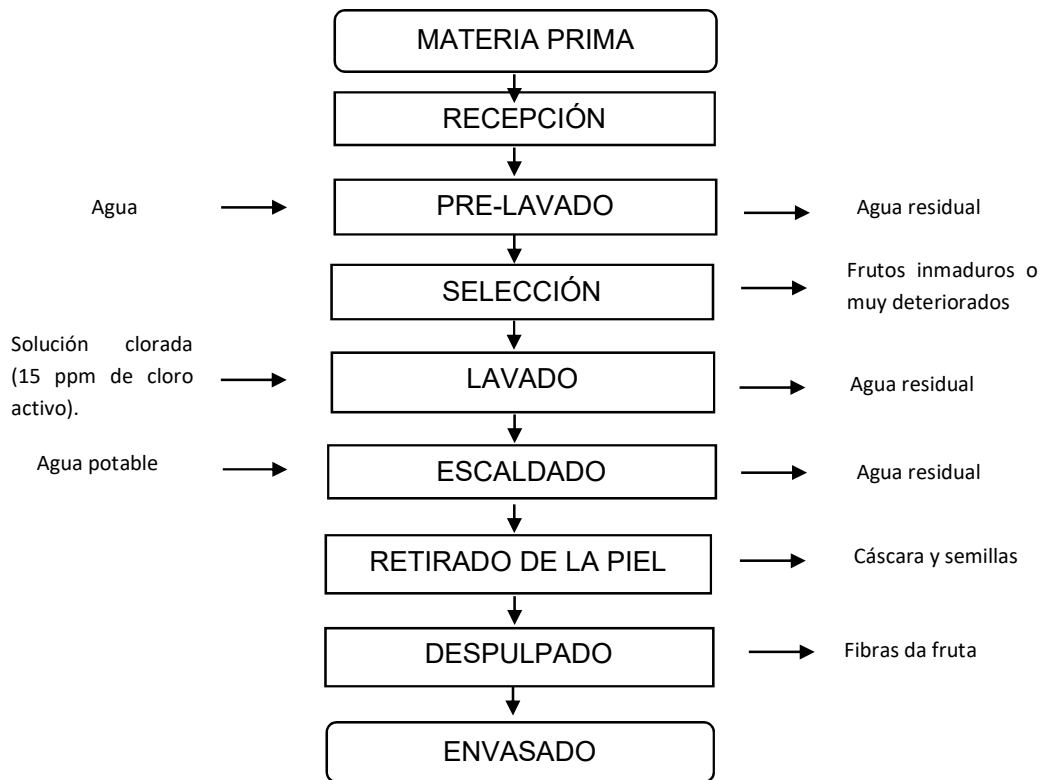 MATERIA PRIMA
RECEPCIÓN
Agua
PRE-LAVADO
Agua residual
SELECCIÓN
Frutos inmaduros o
muy deteriorados
Solución clorada
(15 ppm de cloro
activo).
LAVADO
Agua residual
Agua potable
ESCALDADO
Agua residual
RETIRADO DE LA PIEL
Cáscara y semillas
DESPULPADO
Fibras da fruta
ENVASADO